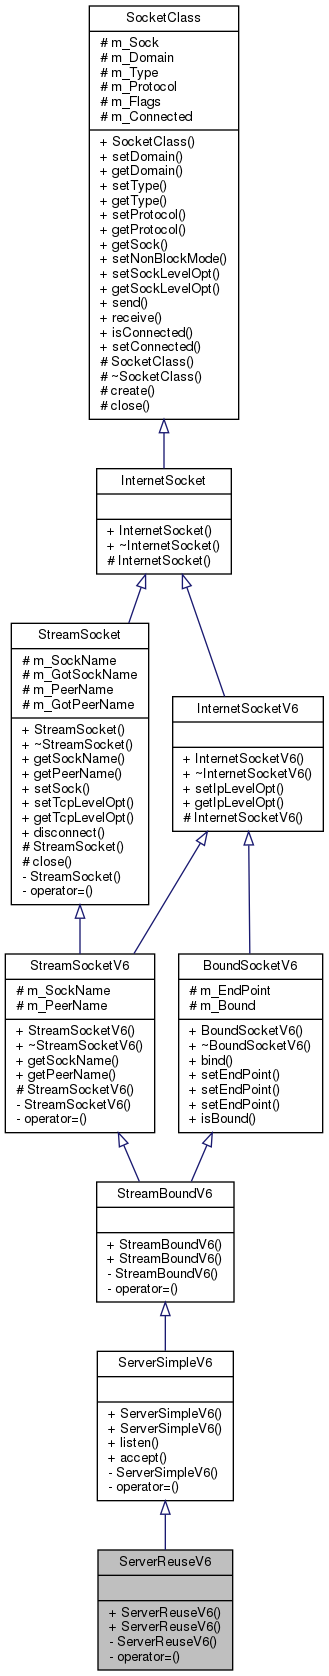 SocketClass
# m_Sock
# m_Domain
# m_Type
# m_Protocol
# m_Flags
# m_Connected
+ SocketClass()
+ setDomain()
+ getDomain()
+ setType()
+ getType()
+ setProtocol()
+ getProtocol()
+ getSock()
+ setNonBlockMode()
+ setSockLevelOpt()
+ getSockLevelOpt()
+ send()
+ receive()
+ isConnected()
+ setConnected()
# SocketClass()
# ~SocketClass()
# create()
# close()
InternetSocket
+ InternetSocket()
+ ~InternetSocket()
# InternetSocket()
StreamSocket
# m_SockName
# m_GotSockName
# m_PeerName
# m_GotPeerName
+ StreamSocket()
+ ~StreamSocket()
+ getSockName()
+ getPeerName()
+ setSock()
+ setTcpLevelOpt()
+ getTcpLevelOpt()
+ disconnect()
# StreamSocket()
# close()
- StreamSocket()
- operator=()
InternetSocketV6
+ InternetSocketV6()
+ ~InternetSocketV6()
+ setIpLevelOpt()
+ getIpLevelOpt()
# InternetSocketV6()
StreamSocketV6
# m_SockName
# m_PeerName
+ StreamSocketV6()
+ ~StreamSocketV6()
+ getSockName()
+ getPeerName()
# StreamSocketV6()
- StreamSocketV6()
- operator=()
BoundSocketV6
# m_EndPoint
# m_Bound
+ BoundSocketV6()
+ ~BoundSocketV6()
+ bind()
+ setEndPoint()
+ setEndPoint()
+ setEndPoint()
+ isBound()
StreamBoundV6
+ StreamBoundV6()
+ StreamBoundV6()
- StreamBoundV6()
- operator=()
ServerSimpleV6
+ ServerSimpleV6()
+ ServerSimpleV6()
+ listen()
+ accept()
- ServerSimpleV6()
- operator=()
ServerReuseV6
+ ServerReuseV6()
+ ServerReuseV6()
- ServerReuseV6()
- operator=()